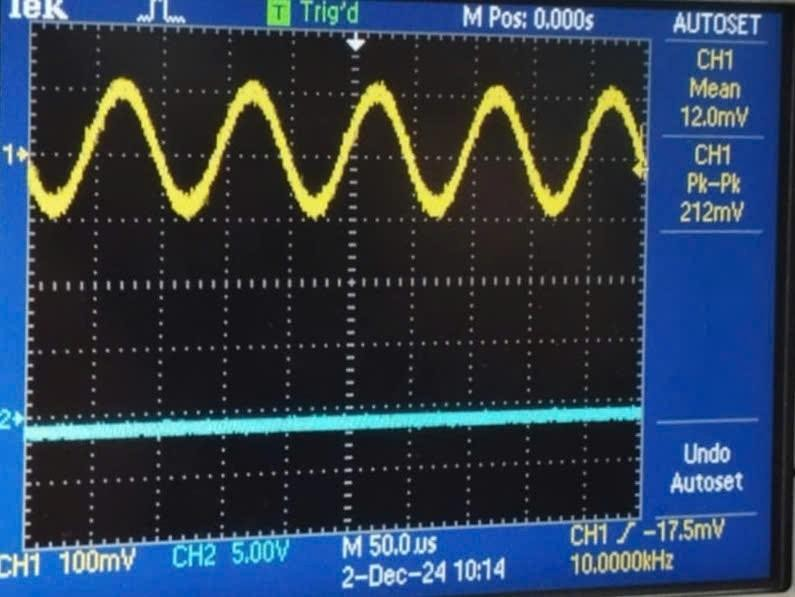 Tek T Trig'd M Pos: 0.000s AUTOSET
CH1
Mean
12.0mV
1
CH1
Pk-Pk
212mV
2
Undo
Autoset
CH1 100mV CH2 5.00V M 50.0us CH1 -17.5mV
2-Dec-24 10:14 10.0000kHz